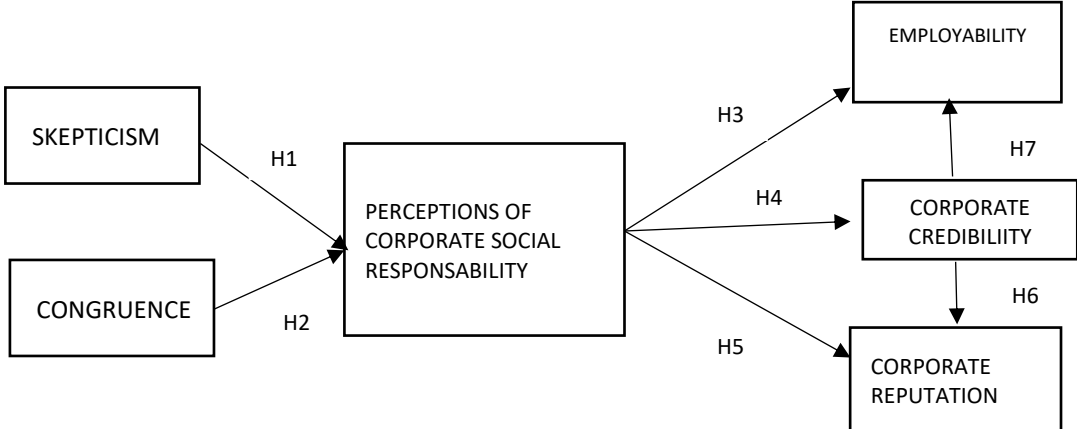 EMPLOYABILITY
SKEPTICISM
H1
H3
H7
PERCEPTIONS OF
CORPORATE SOCIAL
RESPONSABILITY
H4
CORPORATE
CREDIBILIITY
CONGRUENCE
H2
H5
H6
CORPORATE
REPUTATION